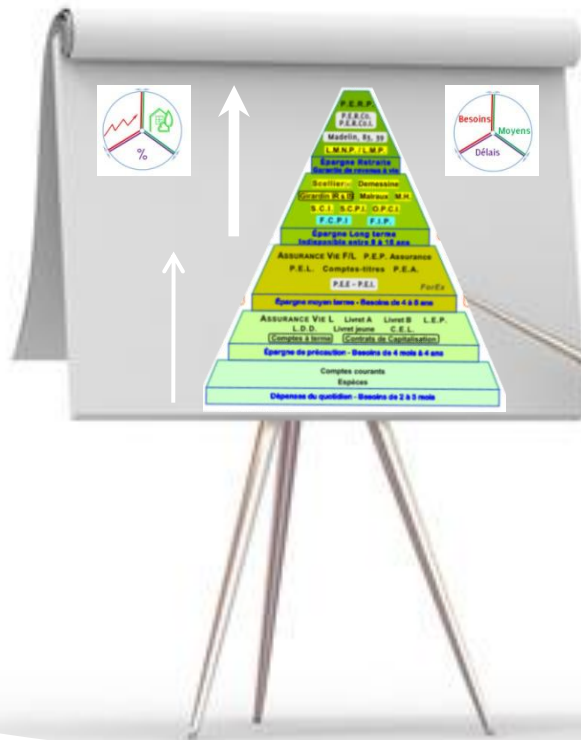 %
Besoins
Moyens
Délais
P.E.R.P.
P.E.R.Co.
P.E.R.Co.I.
Madelin, 83, 39
L.M.N.P. / L.M.P.
Épargne Retraite
Garantie de revenus à vie
Scellier Demessine
Girardin IR & IS Malraux M.H.
S.C.I. S.C.P.I. O.P.C.I.
F.C.P.I F.I.P.
Épargne Long terme
Indisponible entre 8 à 15 ans
ASSURANCE VIE F/L P.E.P. Assurance
P.E.L. Comptes-titres P.E.A.
P.E.E – P.E.I. ForEx
Épargne moyen terme - Besoins de 4 à 8 ans
ASSURANCE VIE L Livret A Livret B L.E.P.
L.D.D. Livret jeune C.E.L.
Comptes à terme Contrats de Capitalisation
Épargne de précaution - Besoins de 4 mois à 4 ans
Comptes courants
Espèces
Dépenses du quotidien - Besoins de 2 à 3 mois